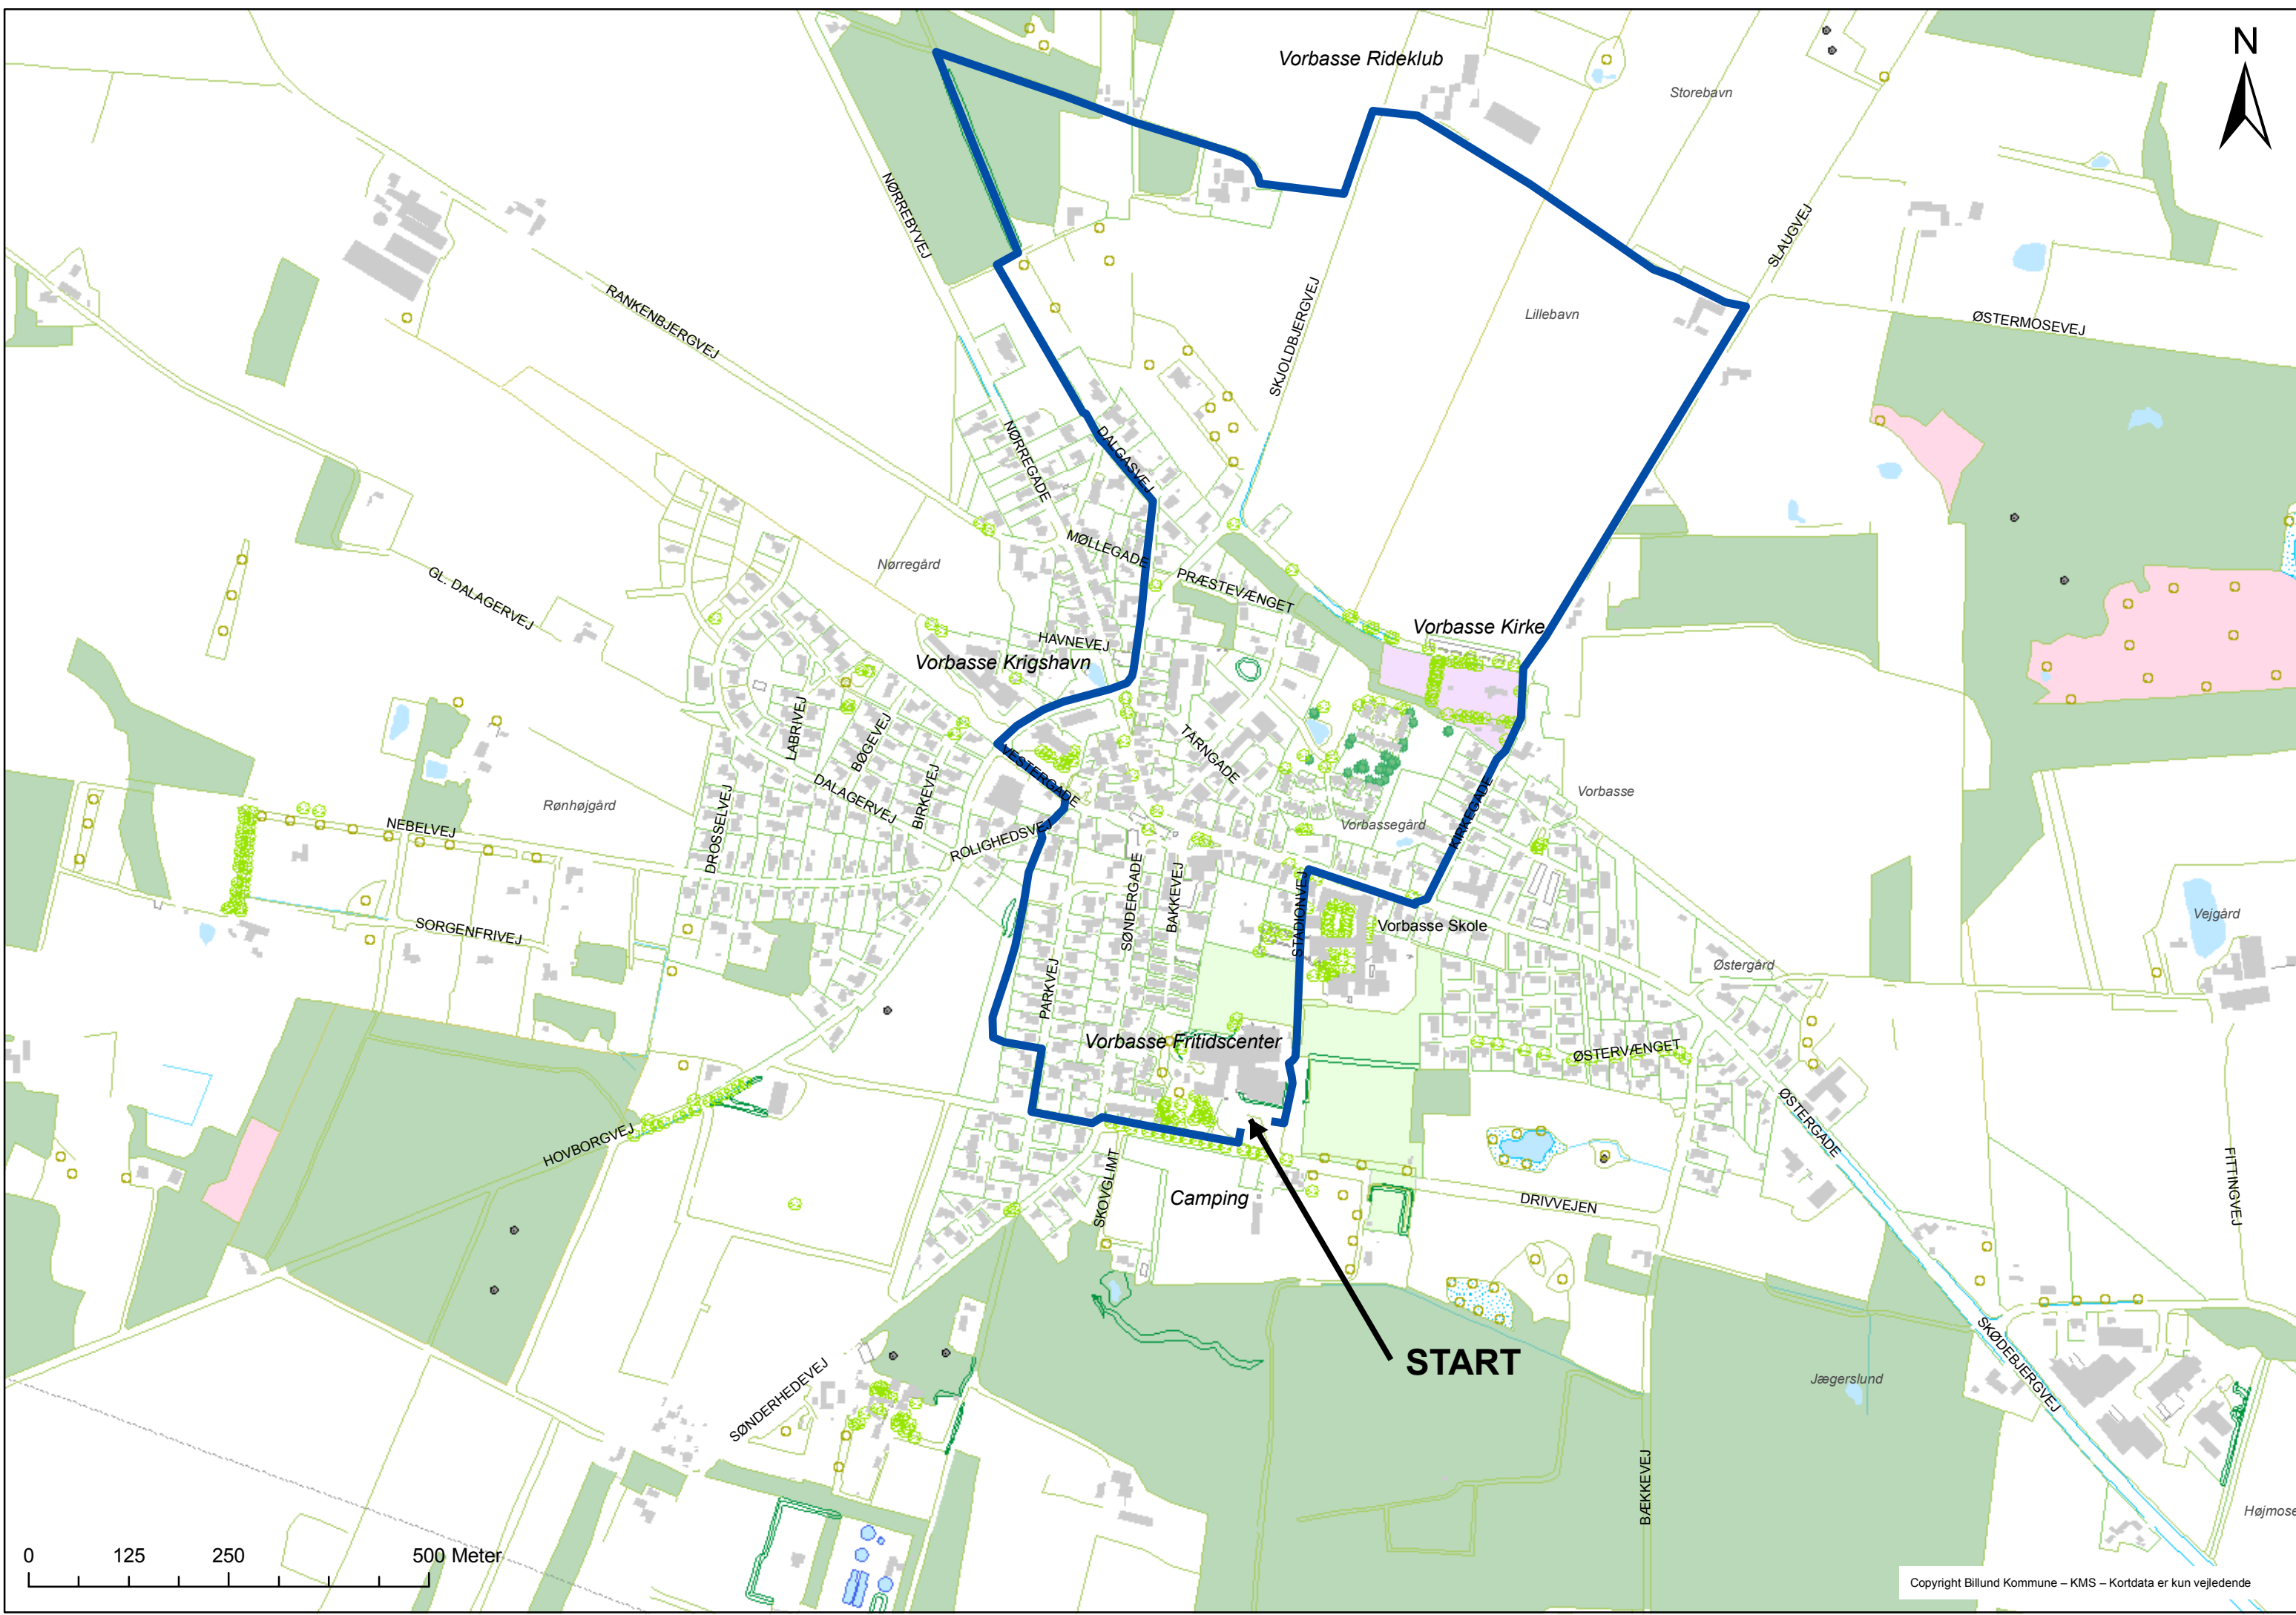 N
Vorbasse Rideklub
Storebavn
NØRREBYVEJ
SLAUGVEJ
RANKENBJERGVEJ
SKJOLDBJERGVEJ
Lillebavn
ØSTERMOSEVEJ
NØRREGADE
DALGASVEJ
MØLLEGADE
Nørregård
PRÆSTEVÆNGET
GL. DALAGERVEJ
HAVNEVEJ
Vorbasse Kirke
Vorbasse Krigshavn
LABRIVEJ
BØGEVEJ
TÅRNGADE
VESTERGADE
DALAGERVEJ
BIRKEVEJ
Vorbasse
Rønhøjgård
NEBELVEJ
DROSSELVEJ
ROLIGHEDSVEJ
Vorbassegård
KIRKEGADE
SØNDERGADE
BAKKEVEJ
STADIONVEJ
Vorbasse Skole
Vejgård
SORGENFRIVEJ
Østergård
PARKVEJ
Vorbasse Fritidscenter
ØSTERVÆNGET
HOVBORGVEJ
ØSTERGADE
SKOVGLIMT
Camping
DRIVVEJEN
FITTINGVEJ
START
SKØDEBJERGVEJ
Jægerslund
SØNDERHEDEVEJ
BÆKKEVEJ
Højmose
0 125 250 500 Meter
Copyright Billund Kommune – KMS – Kortdata er kun vejledende